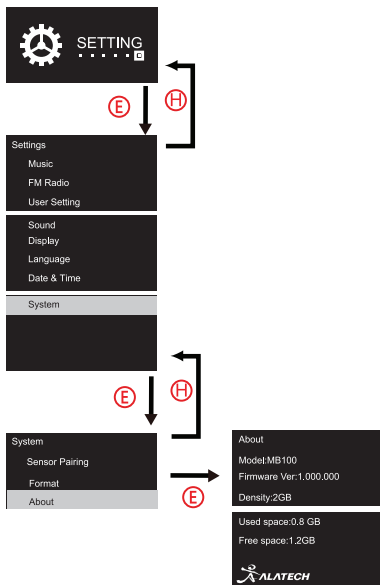 SETTING
E
H
Settings
Music
FM Radio
User Setting
Sound
Display
Language
Date & Time
System
E
H
System
Sensor Pairing
Format
About
E
About
Model:MB100
Firmware Ver:1.000.000
Density:2GB
Used space:0.8 GB
Free space:1.2GB
ALATECH